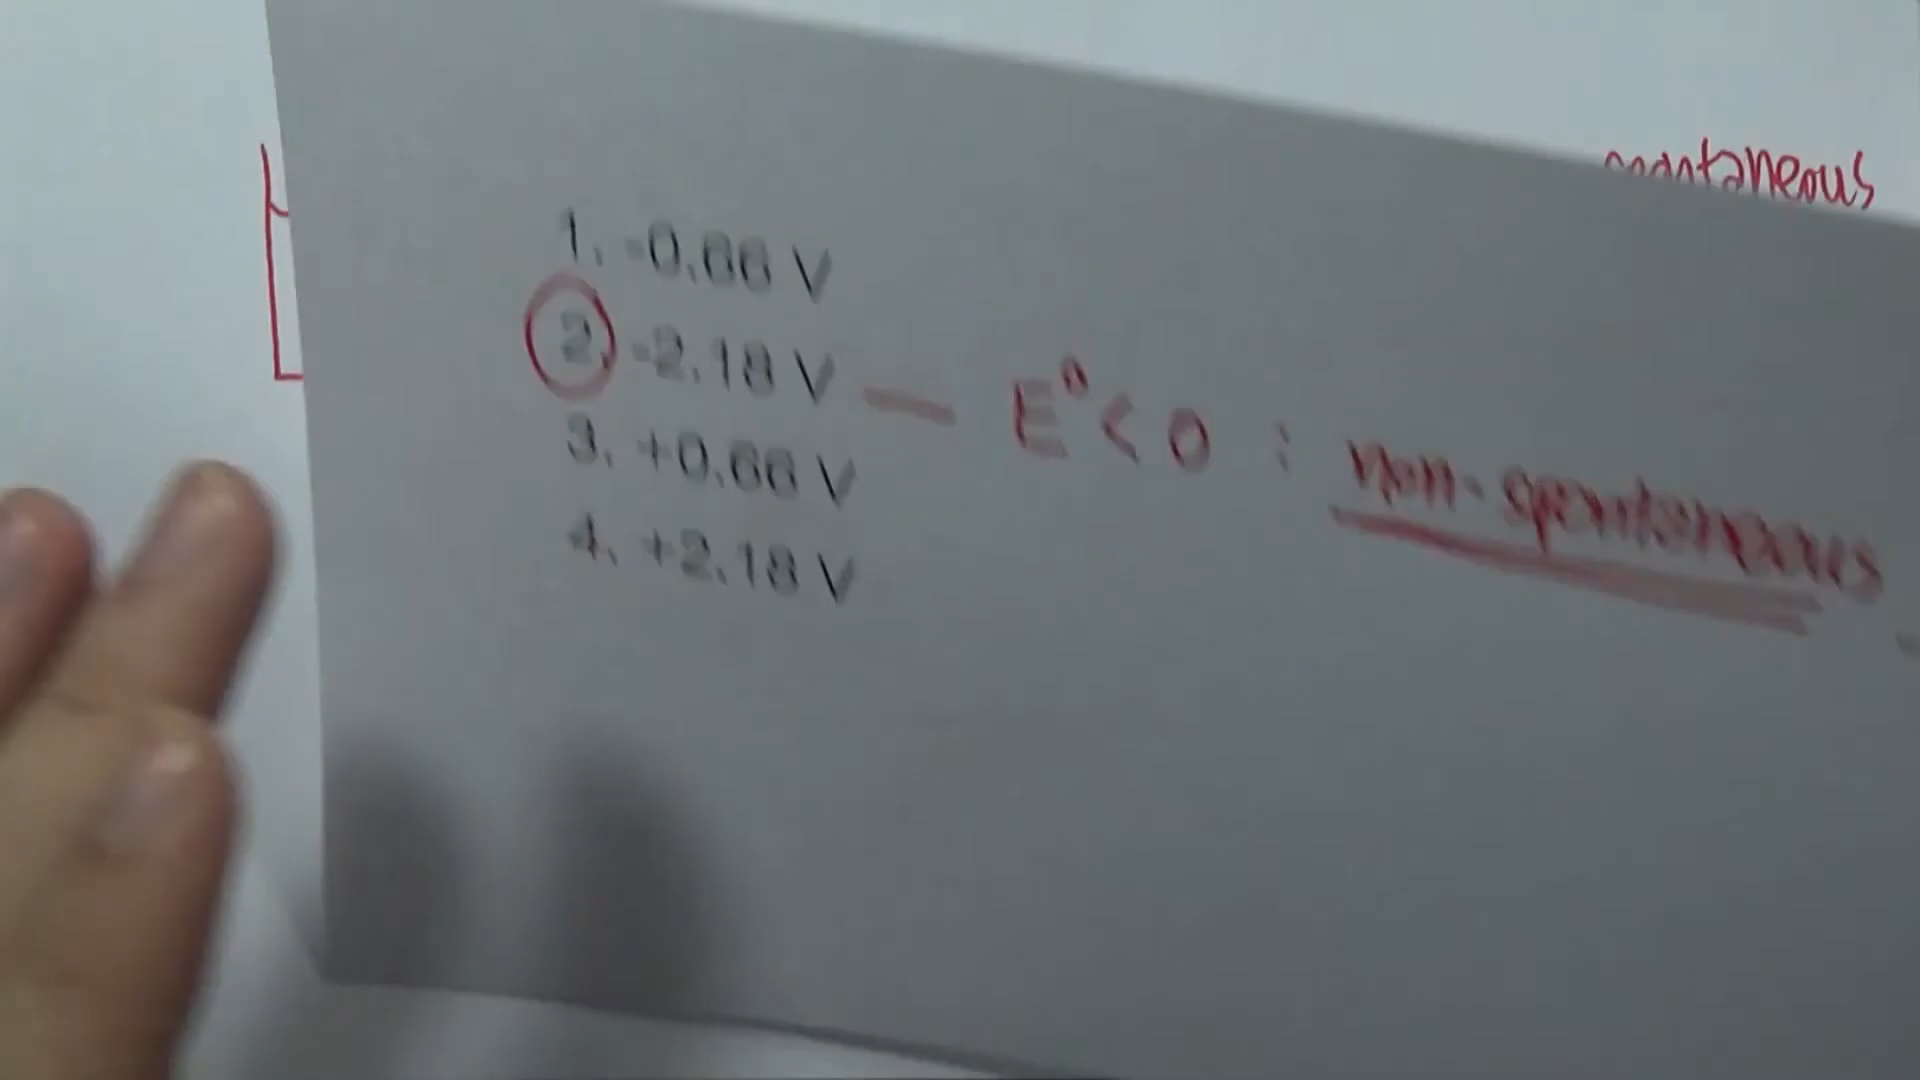 spontaneous
1. -0.66 V
2. -2.18 V — E° < 0 : non-spontaneous
3. +0.66 V
4. +2.18 V